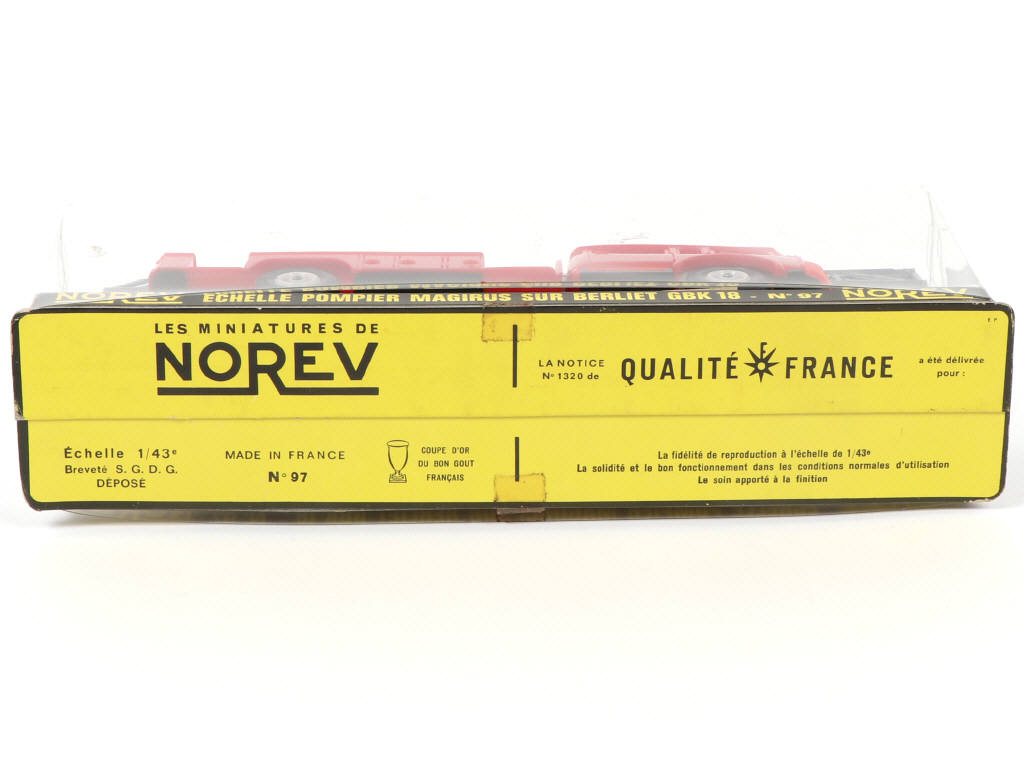 NOREV ECHELLE POMPIER MAGIRUS SUR BERLIET GBK 18 - N° 97 NOREV
LES MINIATURES DE
NOREV
LA NOTICE
N° 1320 de
QUALITÉ FRANCE
a été délivrée
pour :
Échelle 1/43e
Breveté S. G. D. G.
DÉPOSÉ
MADE IN FRANCE
N° 97
COUPE D'OR
DU BON GOUT
FRANÇAIS
La fidélité de reproduction à l'échelle de 1/43e
La solidité et le bon fonctionnement dans les conditions normales d'utilisation
Le soin apporté à la finition